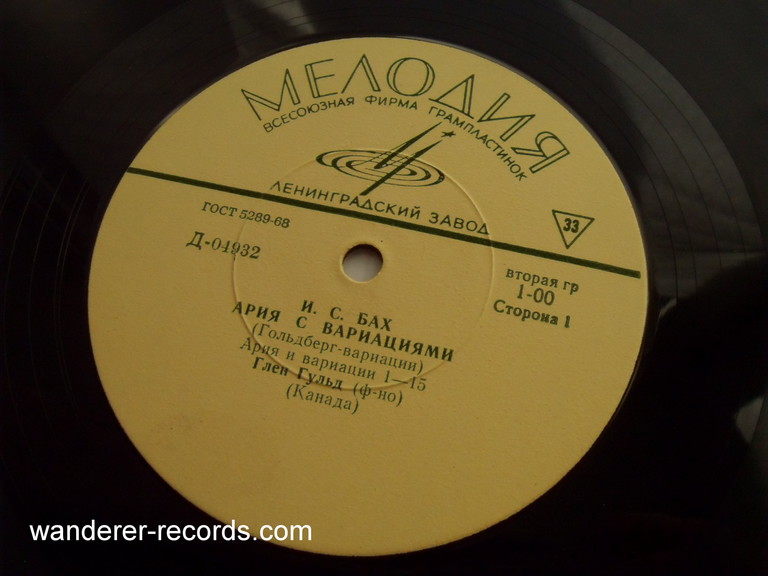 МЕЛОДИЯ
ВСЕСОЮЗНАЯ ФИРМА ГРАМПЛАСТИНОК
ЛЕНИНГРАДСКИЙ ЗАВОД
ГОСТ 5289-68
33
Д-04932
вторая гр
1-00
Сторона 1
И. С. БАХ
АРИЯ С ВАРИАЦИЯМИ
(Гольдберг-вариации)
Ария и вариации 1—15
Глен Гульд (ф-но)
(Канада)
wanderer-records.com